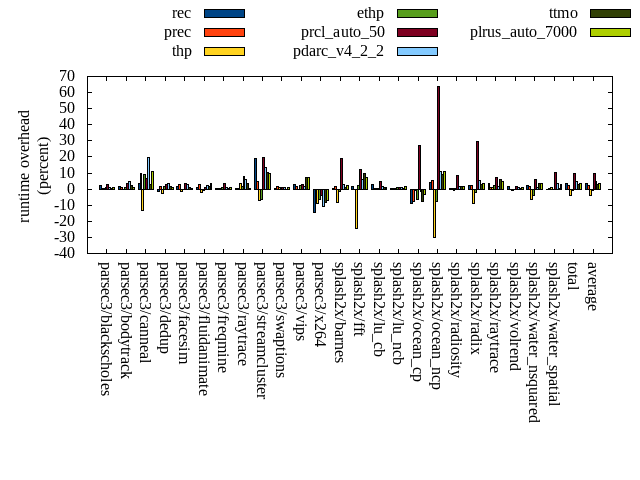 rec
prec
thp
ethp
prcl_auto_50
pdarc_v4_2_2
ttmo
plrus_auto_7000
runtime overhead
(percent)
70
60
50
40
30
20
10
0
-10
-20
-30
-40
parsec3/blackscholes
parsec3/bodytrack
parsec3/canneal
parsec3/dedup
parsec3/facesim
parsec3/fluidanimate
parsec3/freqmine
parsec3/raytrace
parsec3/streamcluster
parsec3/swaptions
parsec3/vips
parsec3/x264
splash2x/barnes
splash2x/fft
splash2x/lu_cb
splash2x/lu_ncb
splash2x/ocean_cp
splash2x/ocean_ncp
splash2x/radiosity
splash2x/radix
splash2x/raytrace
splash2x/volrend
splash2x/water_nsquared
splash2x/water_spatial
total
average